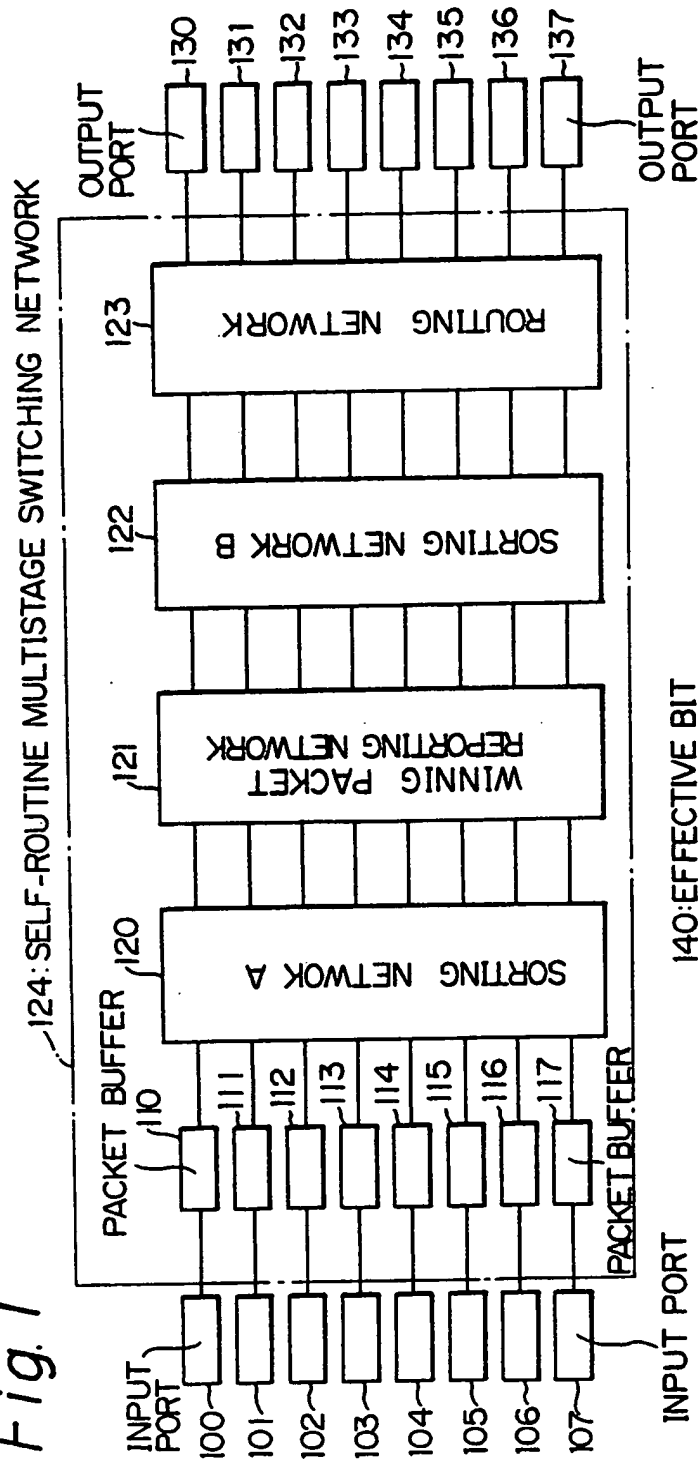 Fig. 1
124: SELF-ROUTINE MULTISTAGE SWITCHING NETWORK
INPUT
PORT
100
101
102
103
104
105
106
107
INPUT PORT
PACKET BUFFER
110
111
112
113
114
115
116
117
PACKET BUFFER
120
SORTING NETWOK A
121
WINNIG PACKET
REPORTING NETWORK
122
SORTING NETWORK B
123
ROUTING NETWORK
OUTPUT
PORT
130
131
132
133
134
135
136
137
OUTPUT
PORT
140:EFFECTIVE BIT